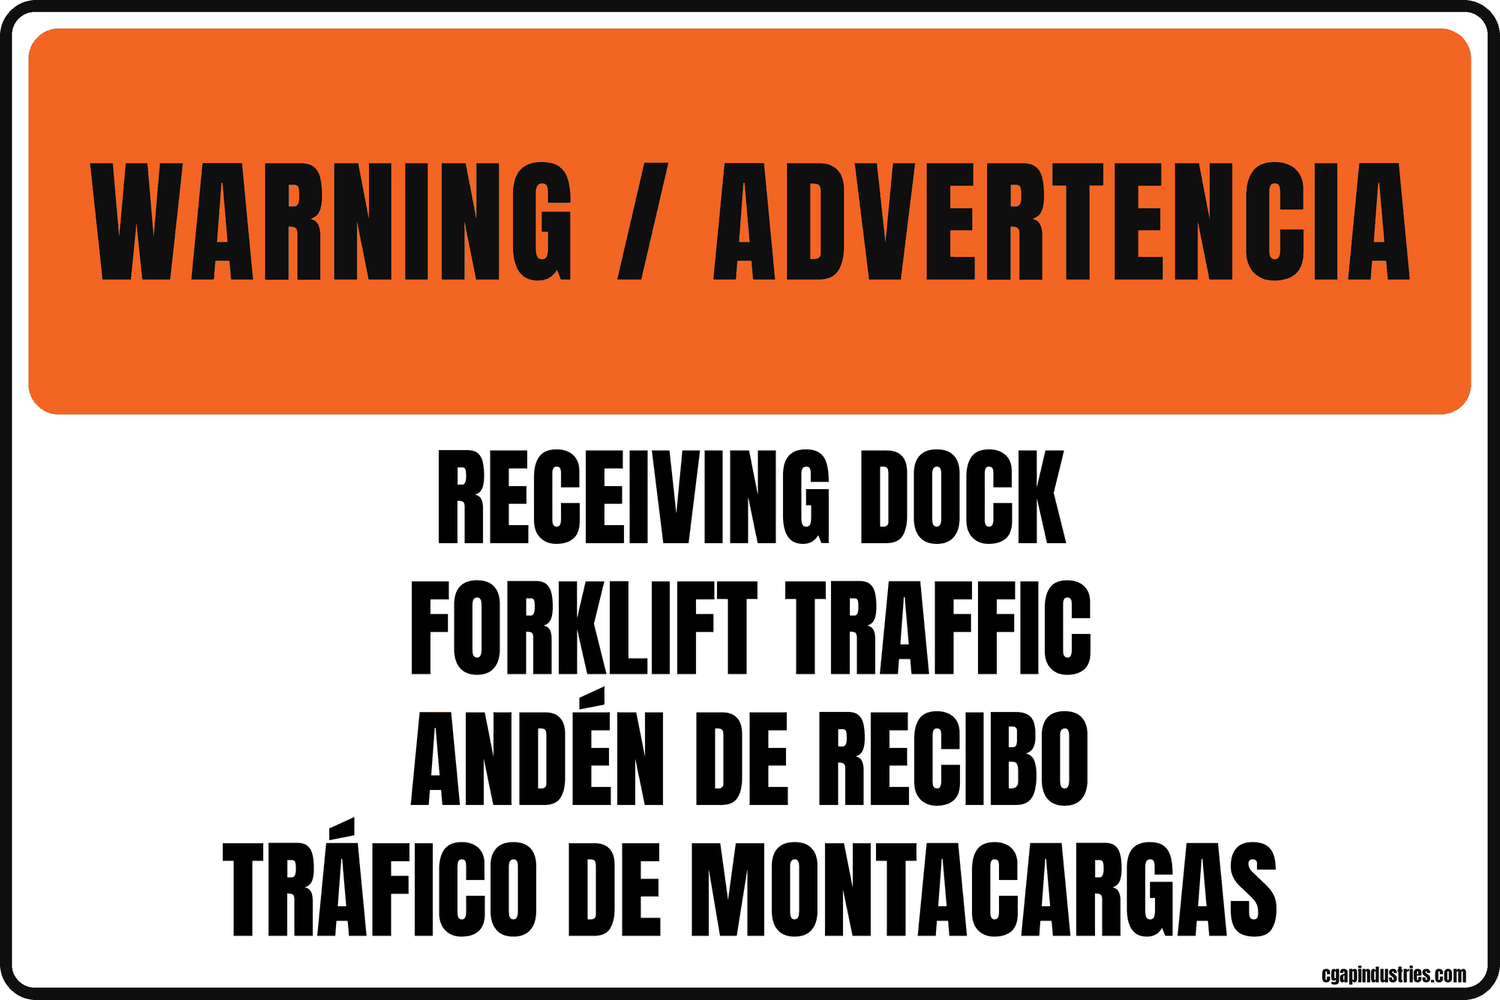 WARNING / ADVERTENCIA
RECEIVING DOCK
FORKLIFT TRAFFIC
ANDÉN DE RECIBO
TRÁFICO DE MONTACARGAS
cgapindustries.com